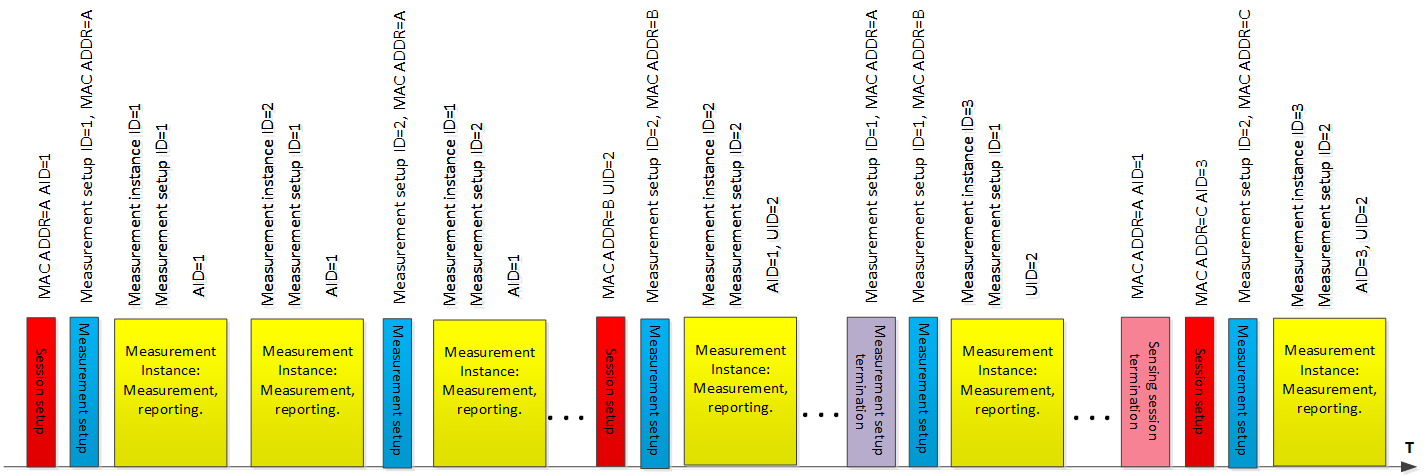 MAC ADDR=A AID=1
Measurement setup ID=1, MAC ADDR=A
Measurement instance ID=1
Measurement setup ID=1
AID=1
Measurement instance ID=2
Measurement setup ID=1
AID=1
Measurement setup ID=2, MAC ADDR=A
Measurement instance ID=1
Measurement setup ID=2
AID=1
MAC ADDR=B UID=2
Measurement setup ID=2, MAC ADDR=B
Measurement instance ID=2
Measurement setup ID=2
AID=1, UID=2
Measurement setup ID=1, MAC ADDR=A
Measurement setup ID=1, MAC ADDR=B
Measurement instance ID=3
Measurement setup ID=1
UID=2
MAC ADDR=A AID=1
MAC ADDR=C AID=3
Measurement setup ID=2, MAC ADDR=C
Measurement instance ID=3
Measurement setup ID=2
AID=3, UID=2
Session setup
Measurement setup
Measurement
Instance:
Measurement,
reporting.
Measurement
Instance:
Measurement,
reporting.
Measurement setup
Measurement
Instance:
Measurement,
reporting.
...
Session setup
Measurement setup
Measurement
Instance:
Measurement,
reporting.
...
Measurement setup
termination
Measurement setup
Measurement
Instance:
Measurement,
reporting.
...
Sensing session
termination
Session setup
Measurement setup
Measurement
Instance:
Measurement,
reporting.
T